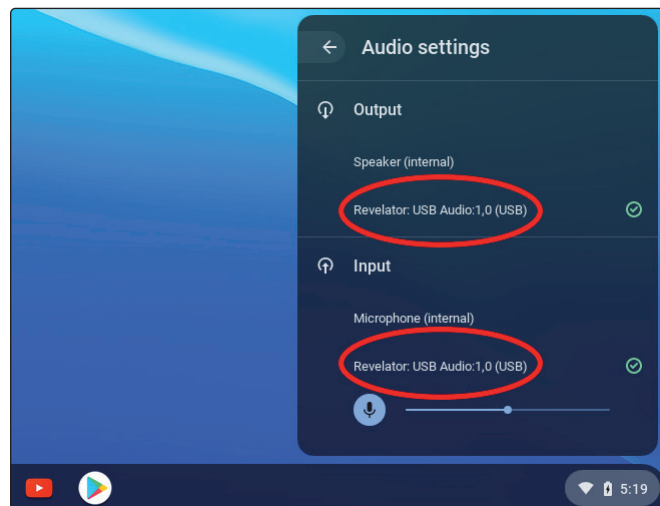 Audio settings
Output
Speaker (internal)
Revelator: USB Audio:1,0 (USB)
Input
Microphone (internal)
Revelator: USB Audio:1,0 (USB)
5:19